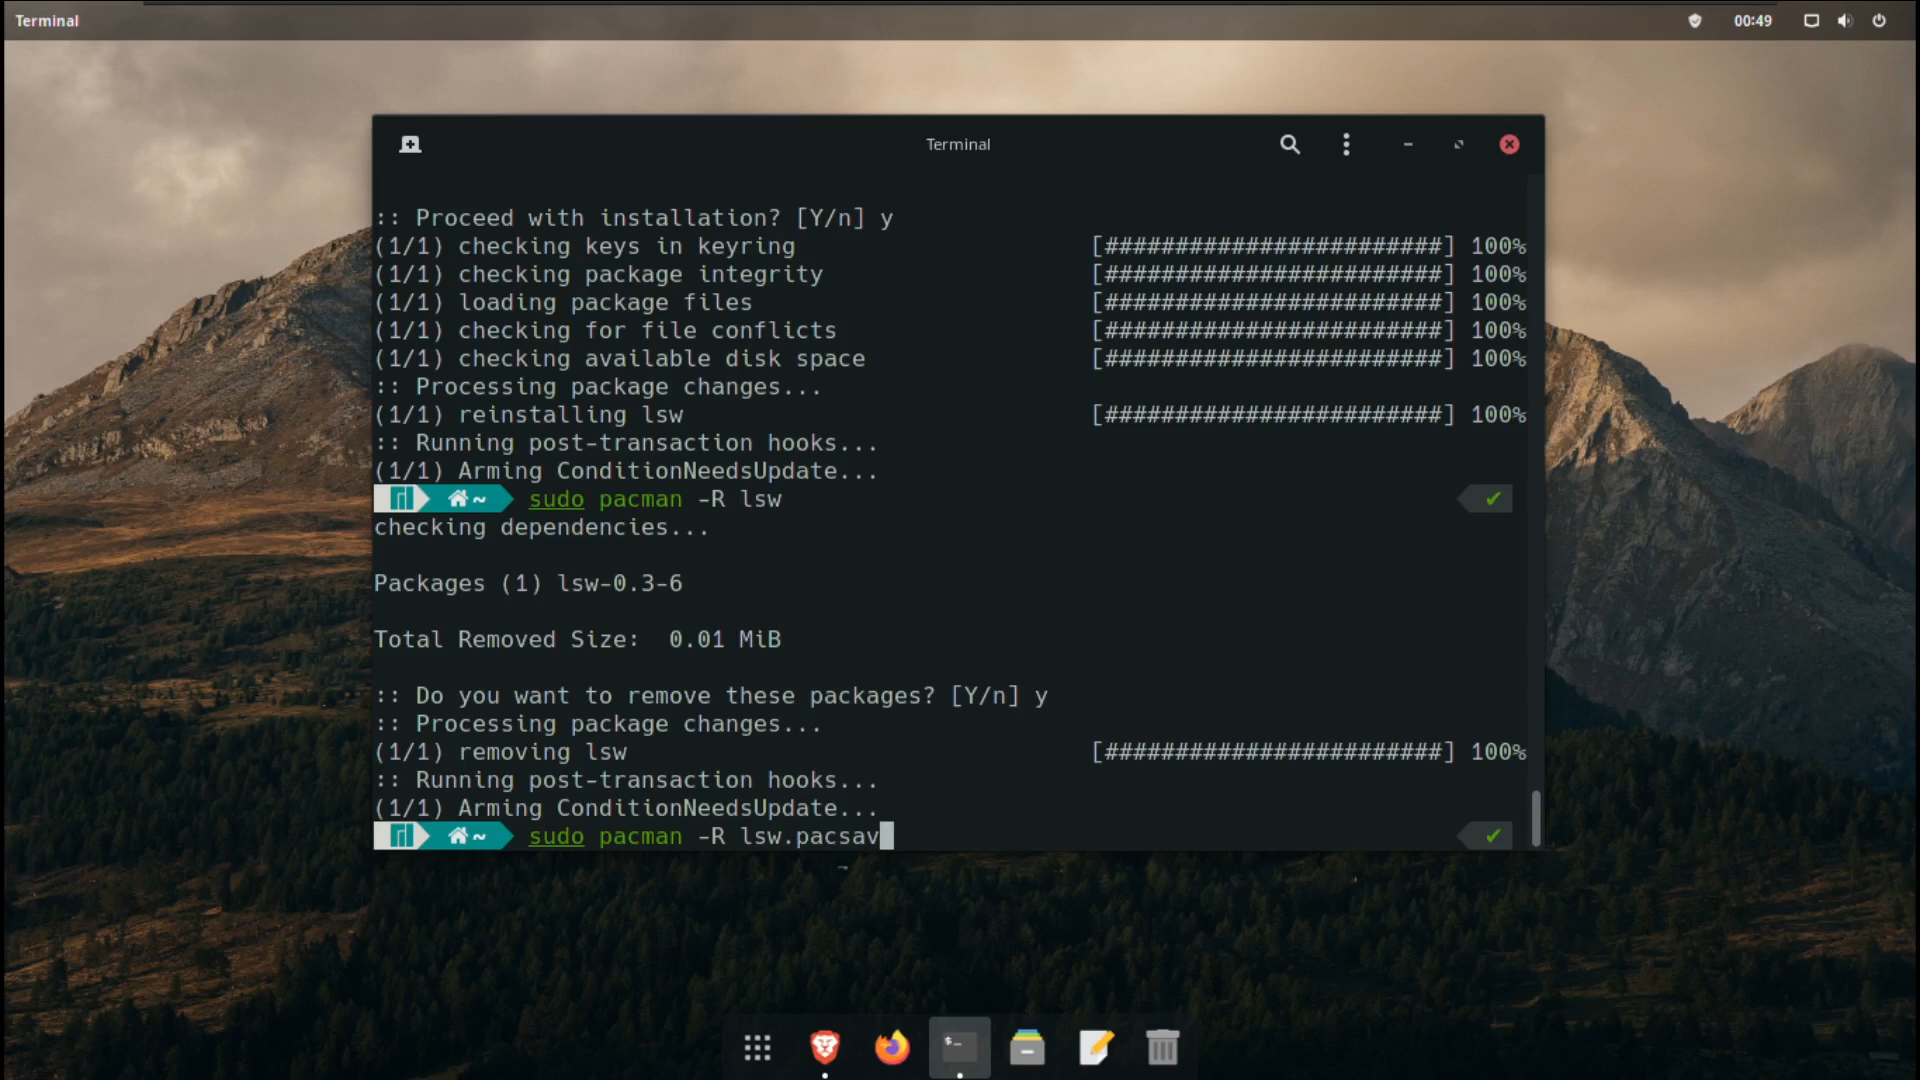 Terminal
00:49
Terminal
:: Proceed with installation? [Y/n] y
(1/1) checking keys in keyring [########################] 100%
(1/1) checking package integrity [########################] 100%
(1/1) loading package files [########################] 100%
(1/1) checking for file conflicts [########################] 100%
(1/1) checking available disk space [########################] 100%
:: Processing package changes...
(1/1) reinstalling lsw [########################] 100%
:: Running post-transaction hooks...
(1/1) Arming ConditionNeedsUpdate...
~ sudo pacman -R lsw ✔
checking dependencies...
Packages (1) lsw-0.3-6
Total Removed Size: 0.01 MiB
:: Do you want to remove these packages? [Y/n] y
:: Processing package changes...
(1/1) removing lsw [########################] 100%
:: Running post-transaction hooks...
(1/1) Arming ConditionNeedsUpdate...
~ sudo pacman -R lsw.pacsav ✔
$_